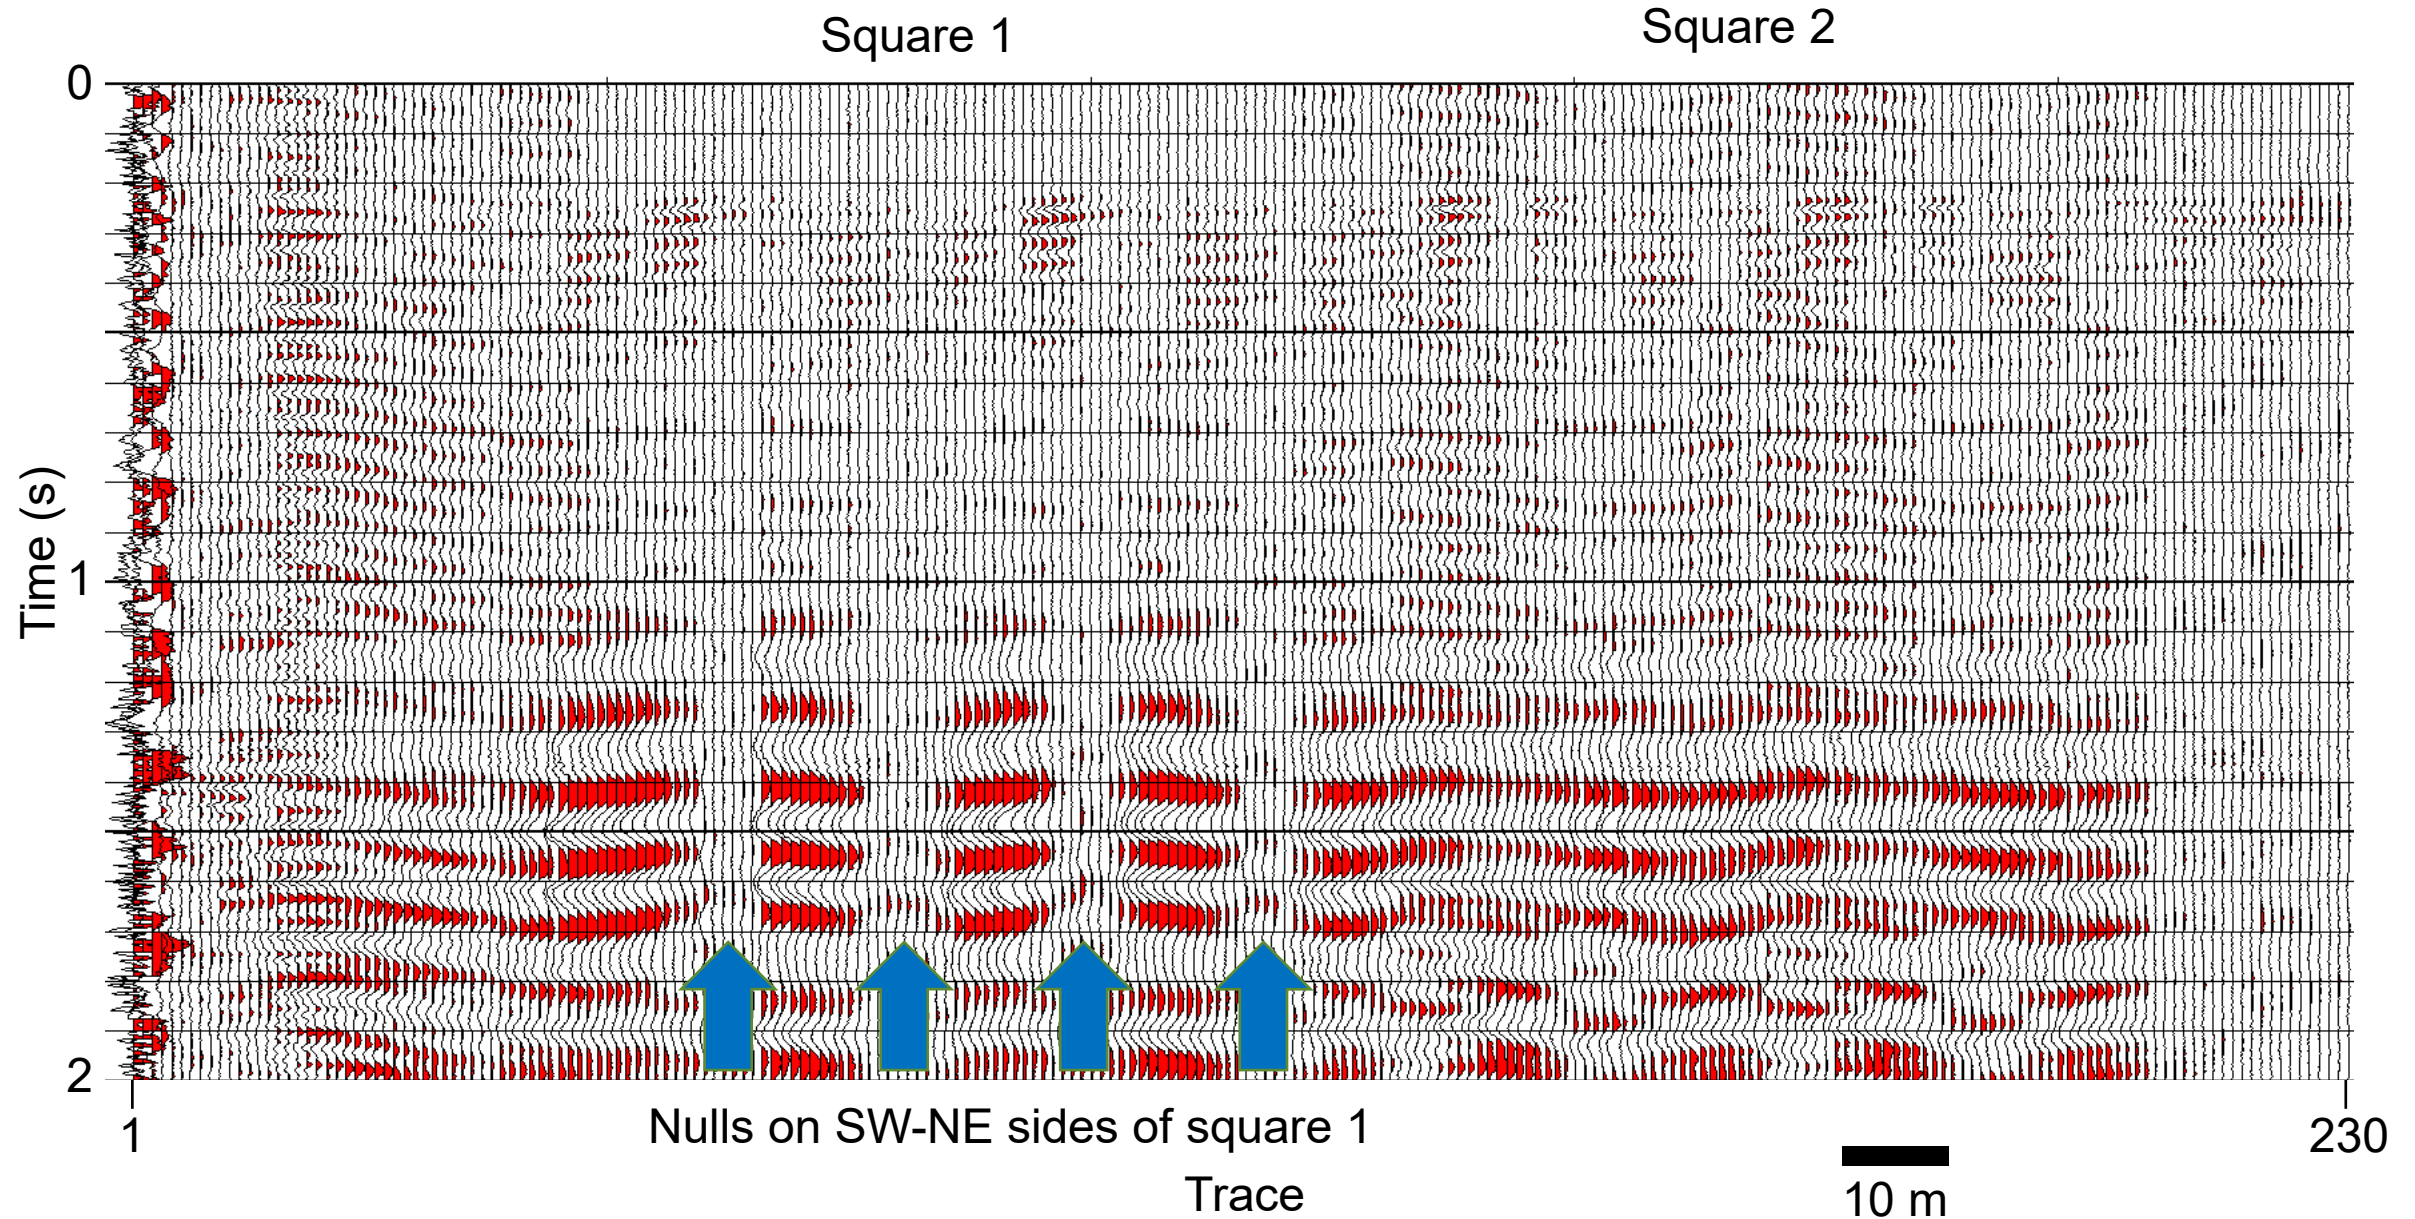 Square 1
Square 2
0
1
2
Time (s)
1
Nulls on SW-NE sides of square 1
230
Trace
10 m